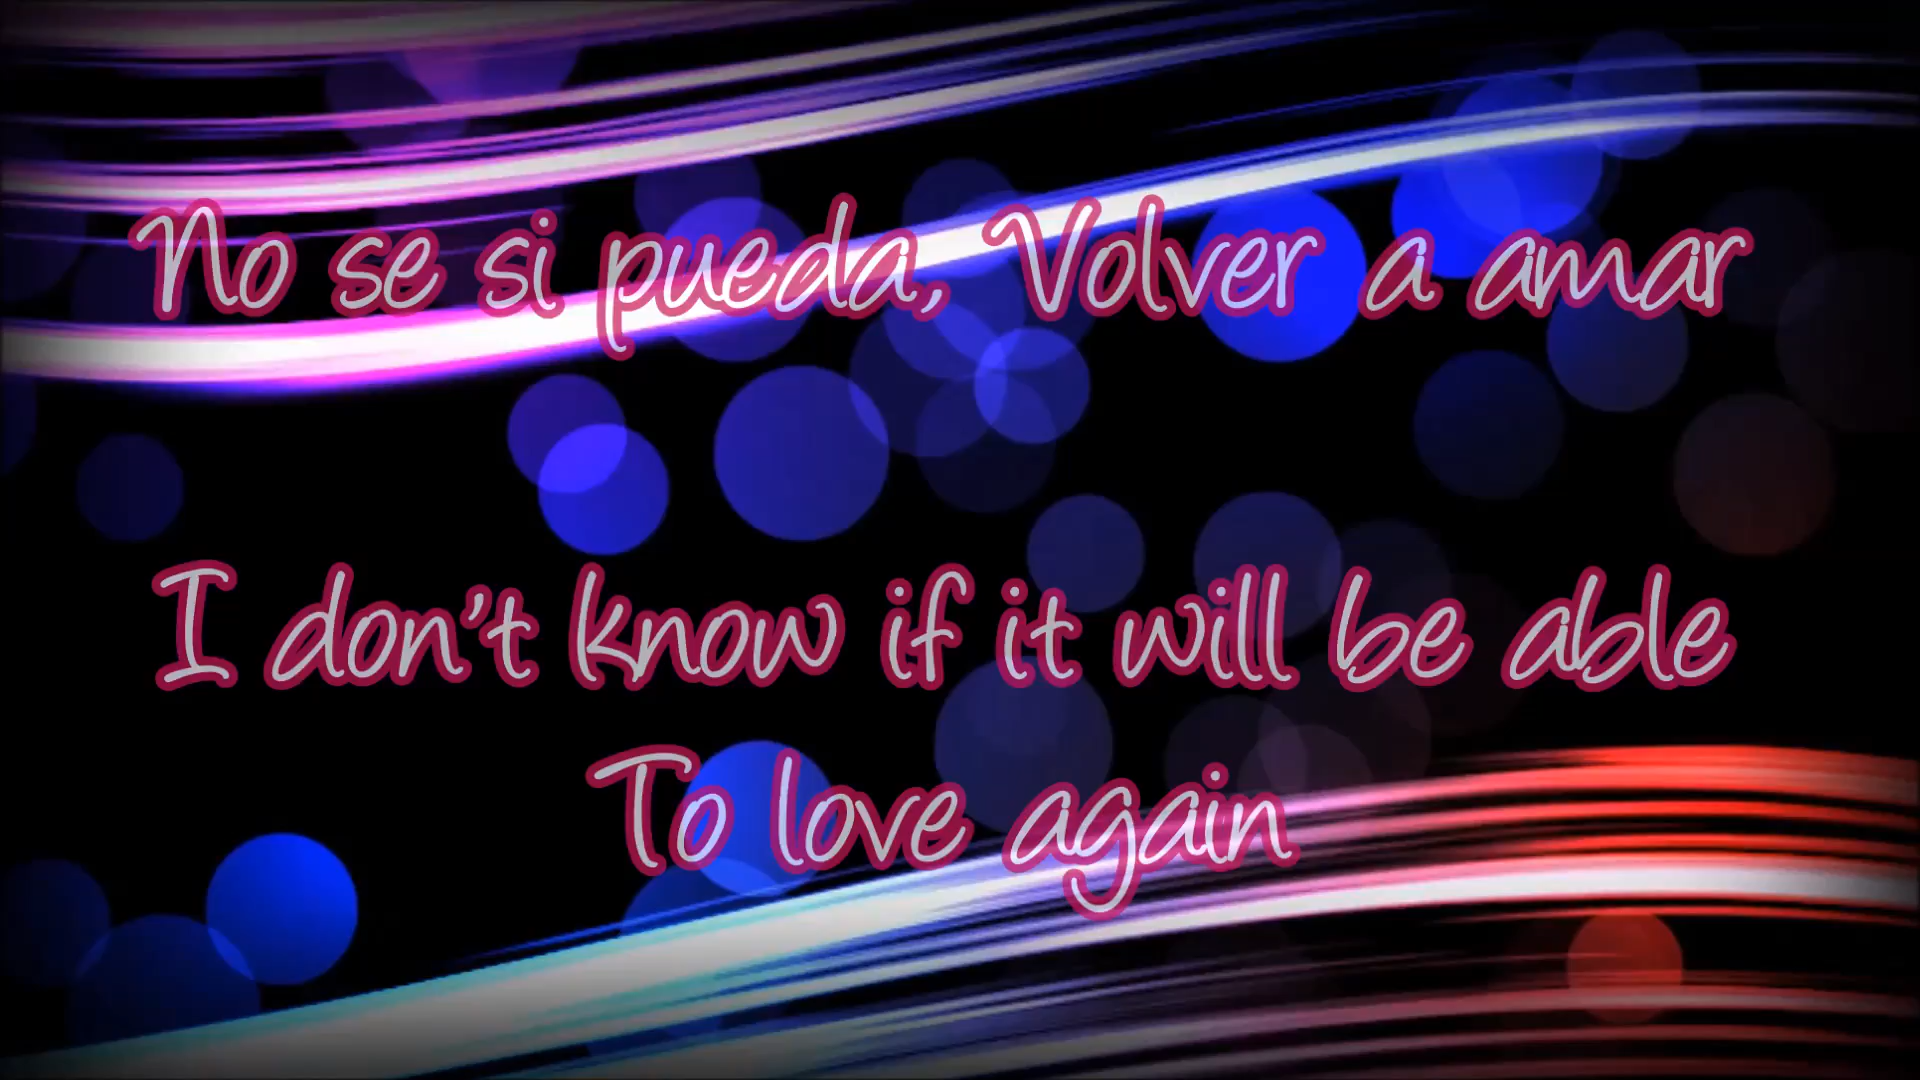 No se si pueda, Volver a amar
I don't know if it will be able
To love again